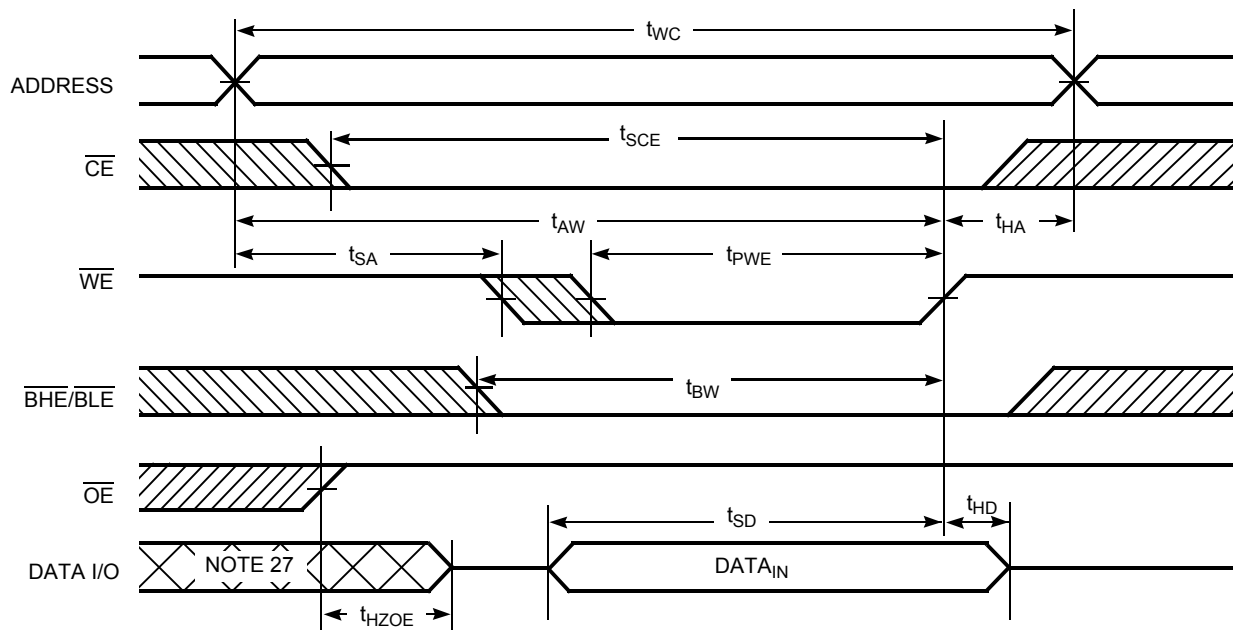 tWC
ADDRESS
tSCE
CE
tAW
tHA
tSA
tPWE
WE
tBW
BHE/BLE
OE
tSD
tHD
DATA I/O
NOTE 27
DATAIN
tHZOE